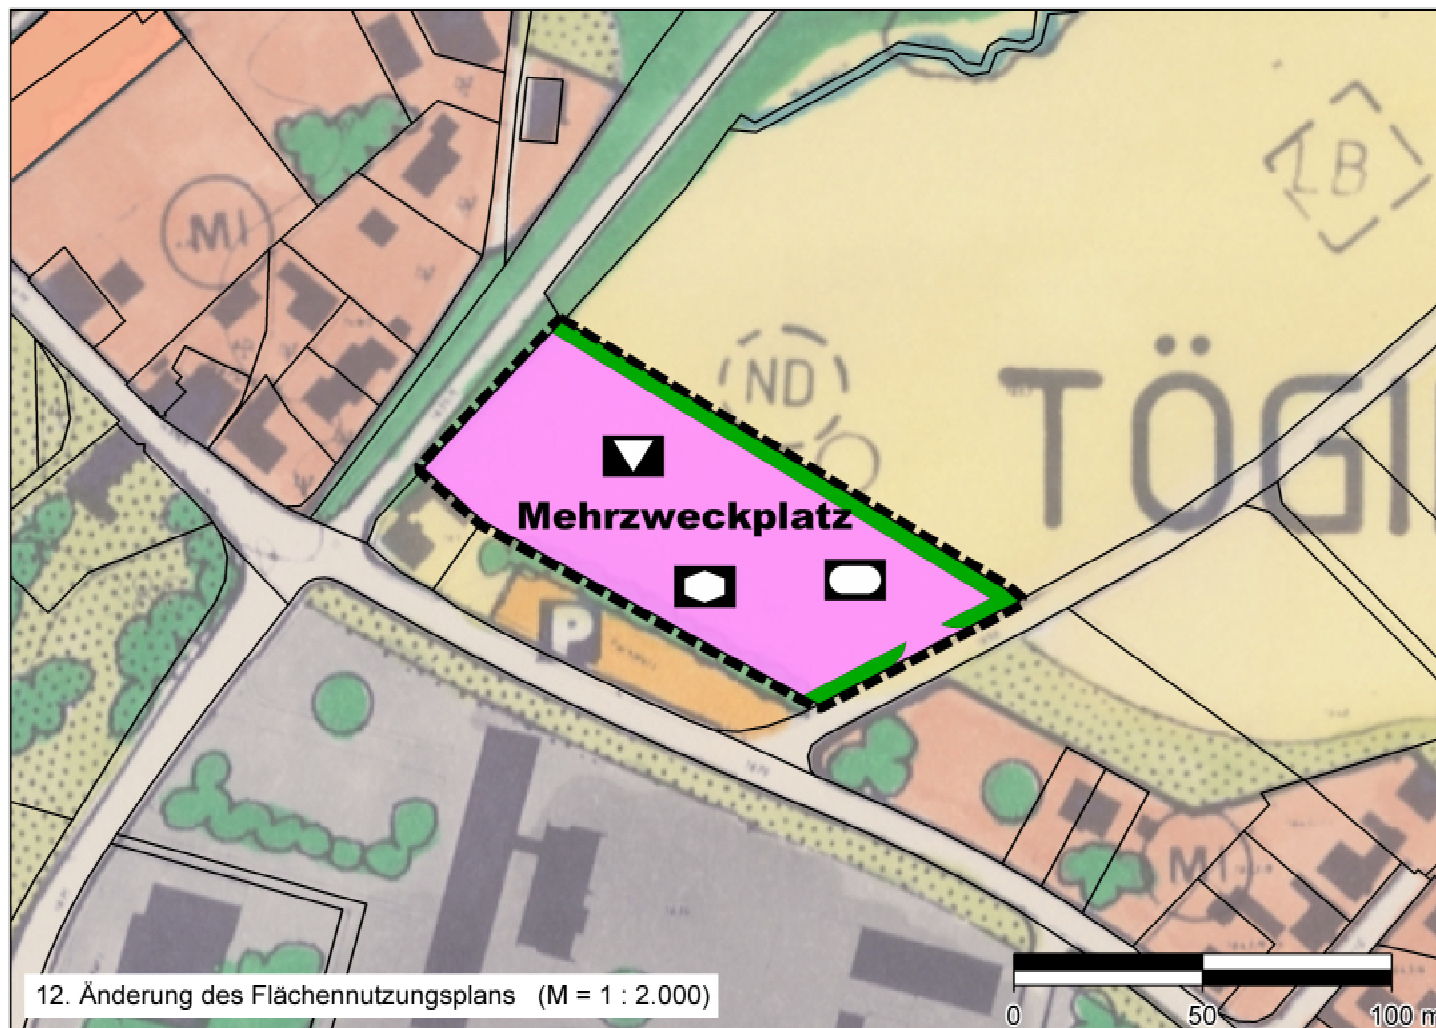 MI
LB
ND
TÖGI
Mehrzweckplatz
P
MI
12. Änderung des Flächennutzungsplans (M = 1 : 2.000)
0 50 100 m